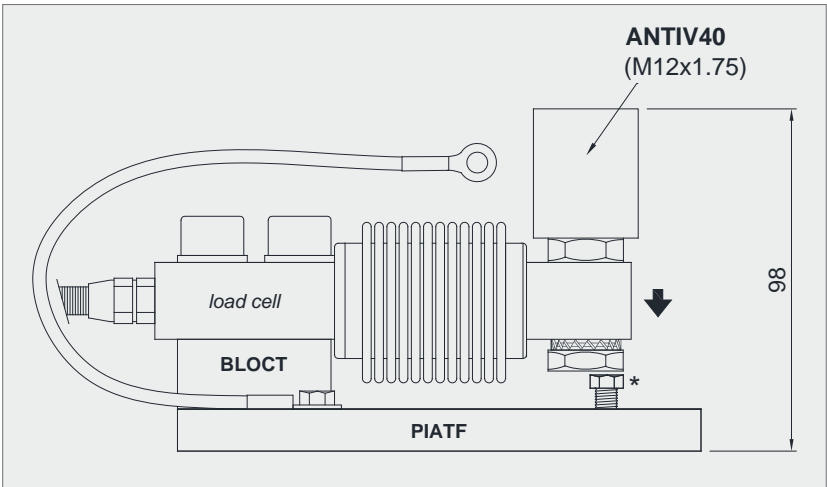 ANTIV40
(M12x1.75)
98
load cell
BLOCT
*
PIATF